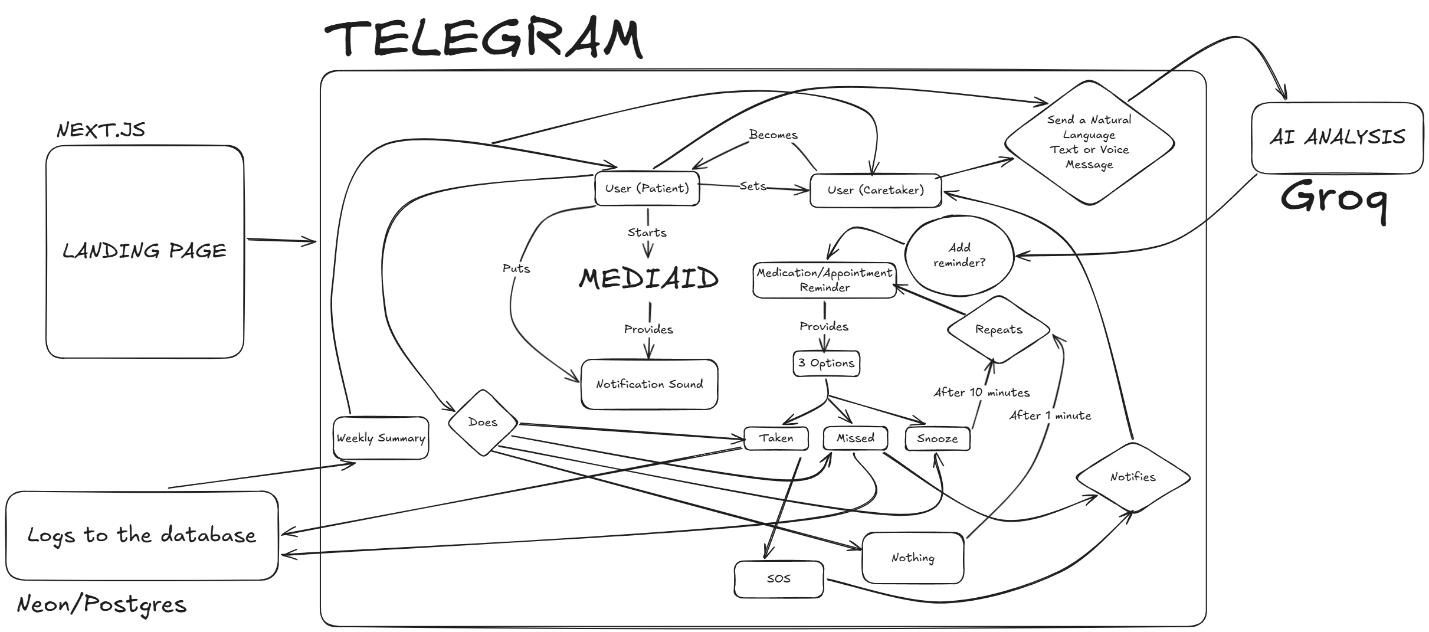 TELEGRAM
NEXT.JS
LANDING PAGE
Becomes
User (Patient)
Sets
User (Caretaker)
Send a Natural
Language
Text or Voice
Message
AI ANALYSIS
Groq
Starts
Puts
MEDIAID
Add
reminder?
Medication/Appointment
Reminder
Provides
Provides
Repeats
Notification Sound
3 Options
After 10 minutes
After 1 minute
Weekly Summary
Does
Taken
Missed
Snooze
Notifies
Logs to the database
Neon/Postgres
Nothing
SOS